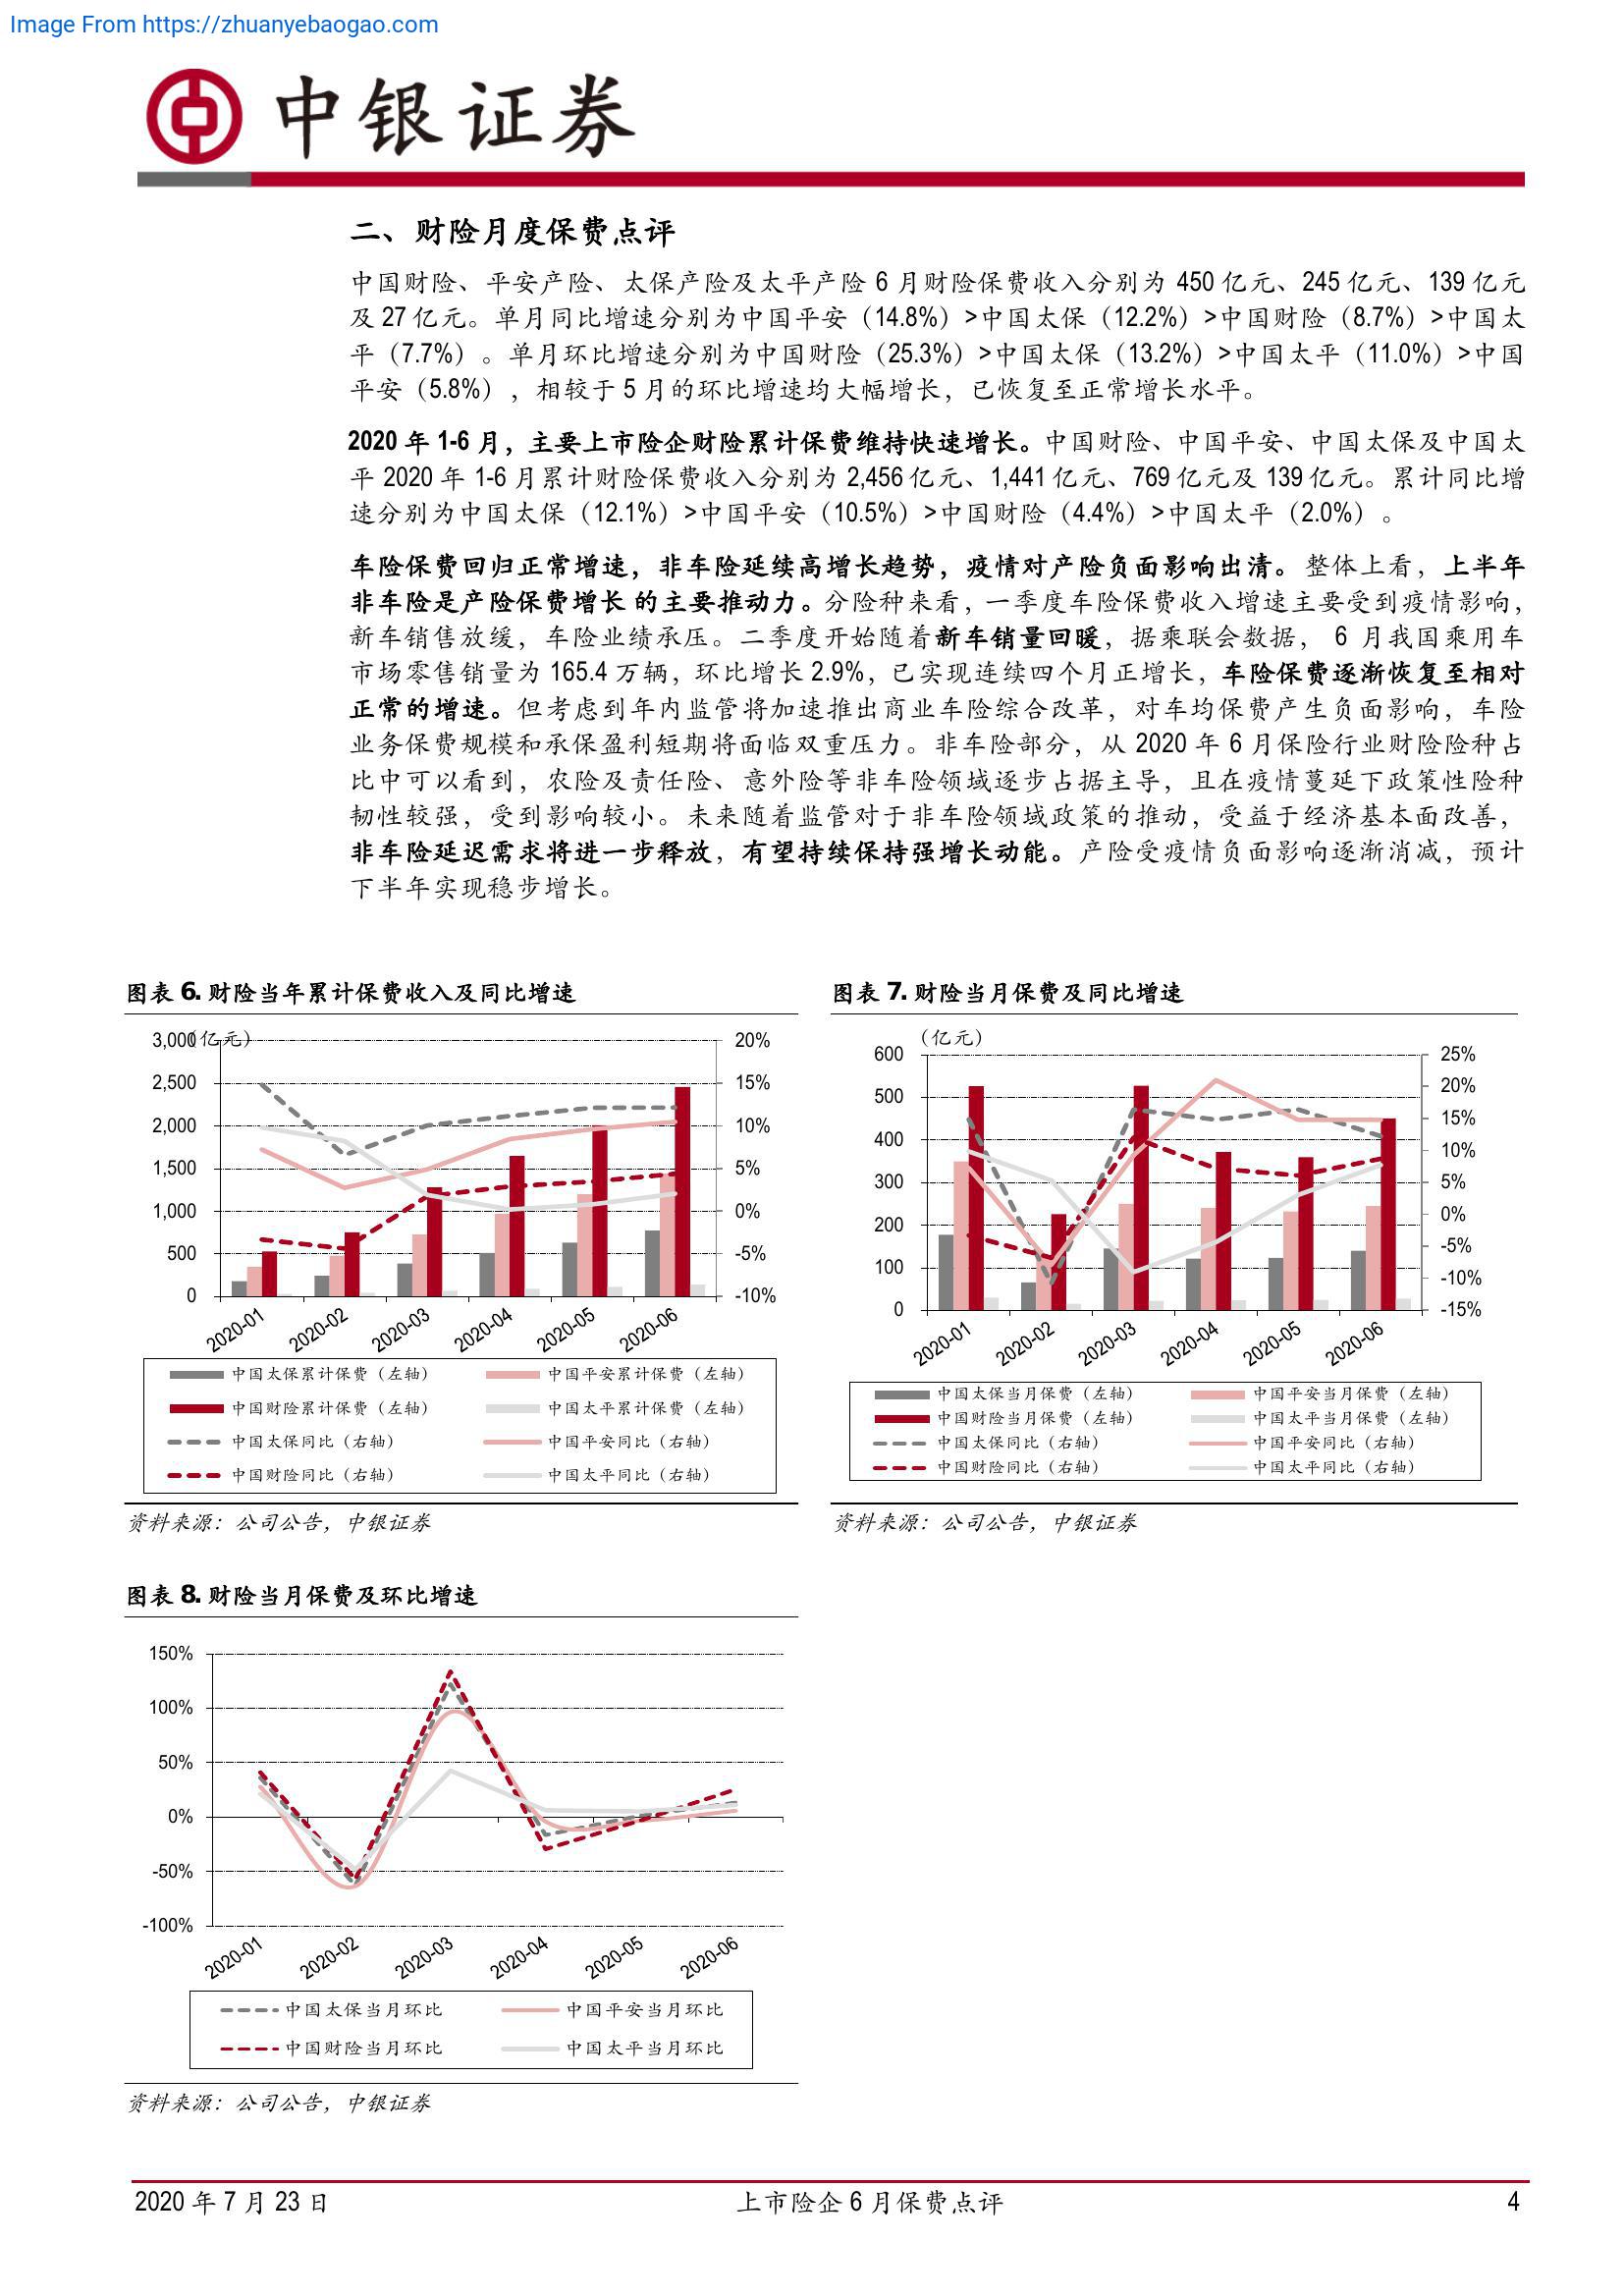 Image From https://zhuanyebaogao.com
中银证券
二、财险月度保费点评
中国财险、平安产险、太保产险及太平产险 6 月财险保费收入分别为 450 亿元、245 亿元、139 亿元
及 27 亿元。单月同比增速分别为中国平安（14.8%）>中国太保（12.2%）>中国财险（8.7%）>中国太
平（7.7%）。单月环比增速分别为中国财险（25.3%）>中国太保（13.2%）>中国太平（11.0%）>中国
平安（5.8%），相较于 5 月的环比增速均大幅增长，已恢复至正常增长水平。
2020 年 1-6 月，主要上市险企财险累计保费维持快速增长。中国财险、中国平安、中国太保及中国太
平 2020 年 1-6 月累计财险保费收入分别为 2,456 亿元、1,441 亿元、769 亿元及 139 亿元。累计同比增
速分别为中国太保（12.1%）>中国平安（10.5%）>中国财险（4.4%）>中国太平（2.0%）。
车险保费回归正常增速，非车险延续高增长趋势，疫情对产险负面影响出清。整体上看，上半年
非车险是产险保费增长 的主要推动力。分险种来看，一季度车险保费收入增速主要受到疫情影响，
新车销售放缓，车险业绩承压。二季度开始随着新车销量回暖，据乘联会数据， 6 月我国乘用车
市场零售销量为 165.4 万辆，环比增长 2.9%，已实现连续四个月正增长，车险保费逐渐恢复至相对
正常的增速。但考虑到年内监管将加速推出商业车险综合改革，对车均保费产生负面影响，车险
业务保费规模和承保盈利短期将面临双重压力。非车险部分，从 2020 年 6 月保险行业财险险种占
比中可以看到，农险及责任险、意外险等非车险领域逐步占据主导，且在疫情蔓延下政策性险种
韧性较强，受到影响较小。未来随着监管对于非车险领域政策的推动，受益于经济基本面改善，
非车险延迟需求将进一步释放，有望持续保持强增长动能。产险受疫情负面影响逐渐消减，预计
下半年实现稳步增长。
图表 6. 财险当年累计保费收入及同比增速
（亿元）
3,000
2,500
2,000
1,500
1,000
500
0
20%
15%
10%
5%
0%
-5%
-10%
2020-01 2020-02 2020-03 2020-04 2020-05 2020-06
中国太保累计保费（左轴） 中国平安累计保费（左轴）
中国财险累计保费（左轴） 中国太平累计保费（左轴）
中国太保同比（右轴） 中国平安同比（右轴）
中国财险同比（右轴） 中国太平同比（右轴）
资料来源：公司公告，中银证券
图表 7. 财险当月保费及同比增速
（亿元）
600
500
400
300
200
100
0
25%
20%
15%
10%
5%
0%
-5%
-10%
-15%
2020-01 2020-02 2020-03 2020-04 2020-05 2020-06
中国太保当月保费（左轴） 中国平安当月保费（左轴）
中国财险当月保费（左轴） 中国太平当月保费（左轴）
中国太保同比（右轴） 中国平安同比（右轴）
中国财险同比（右轴） 中国太平同比（右轴）
资料来源：公司公告，中银证券
图表 8. 财险当月保费及环比增速
150%
100%
50%
0%
-50%
-100%
2020-01 2020-02 2020-03 2020-04 2020-05 2020-06
中国太保当月环比 中国平安当月环比
中国财险当月环比 中国太平当月环比
资料来源：公司公告，中银证券
2020 年 7 月 23 日 上市险企 6 月保费点评 4